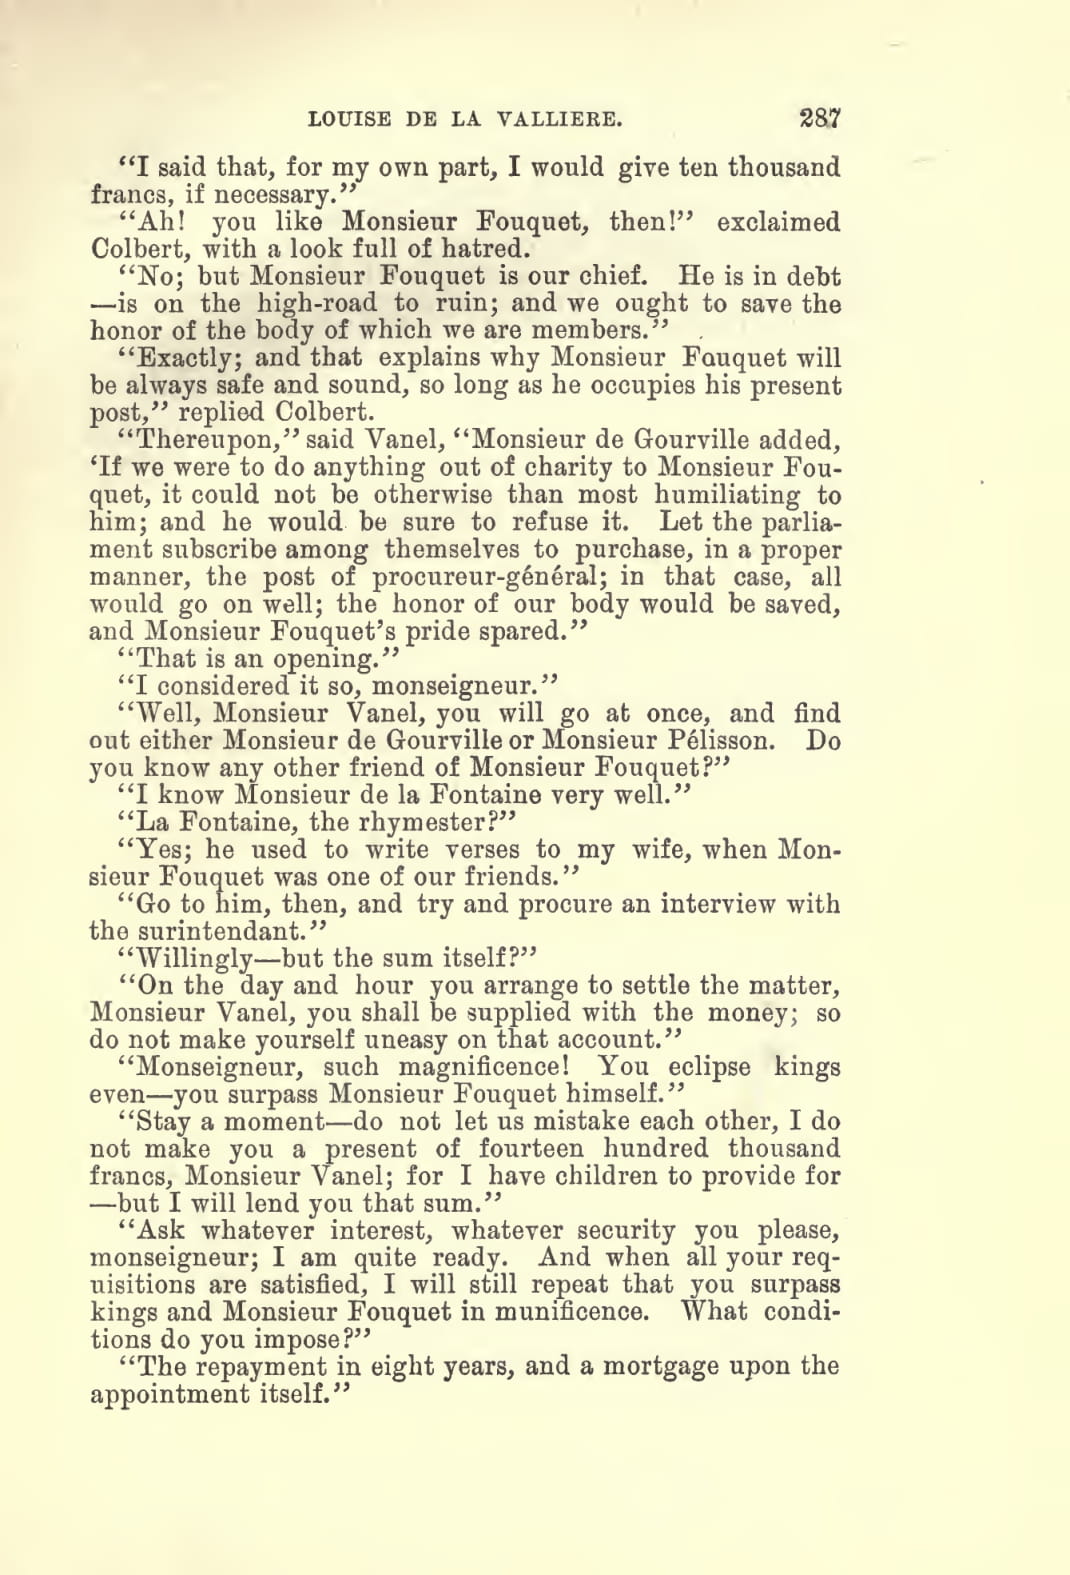 LOUISE DE LA VALLIERE. 287
“I said that, for my own part, I would give ten thousand
francs, if necessary.”
“Ah! you like Monsieur Fouquet, then!” exclaimed
Colbert, with a look full of hatred.
“No; but Monsieur Fouquet is our chief. He is in debt
—is on the high-road to ruin; and we ought to save the
honor of the body of which we are members.”
“Exactly; and that explains why Monsieur Fouquet will
be always safe and sound, so long as he occupies his present
post,” replied Colbert.
“Thereupon,” said Vanel, “Monsieur de Gourville added,
‘If we were to do anything out of charity to Monsieur Fou-
quet, it could not be otherwise than most humiliating to
him; and he would be sure to refuse it. Let the parlia-
ment subscribe among themselves to purchase, in a proper
manner, the post of procureur-général; in that case, all
would go on well; the honor of our body would be saved,
and Monsieur Fouquet’s pride spared.”
“That is an opening.”
“I considered it so, monseigneur.”
“Well, Monsieur Vanel, you will go at once, and find
out either Monsieur de Gourville or Monsieur Pélisson. Do
you know any other friend of Monsieur Fouquet?”
“I know Monsieur de la Fontaine very well.”
“La Fontaine, the rhymester?”
“Yes; he used to write verses to my wife, when Mon-
sieur Fouquet was one of our friends.”
“Go to him, then, and try and procure an interview with
the surintendant.”
“Willingly—but the sum itself?”
“On the day and hour you arrange to settle the matter,
Monsieur Vanel, you shall be supplied with the money; so
do not make yourself uneasy on that account.”
“Monseigneur, such magnificence! You eclipse kings
even—you surpass Monsieur Fouquet himself.”
“Stay a moment—do not let us mistake each other, I do
not make you a present of fourteen hundred thousand
francs, Monsieur Vanel; for I have children to provide for
—but I will lend you that sum.”
“Ask whatever interest, whatever security you please,
monseigneur; I am quite ready. And when all your req-
uisitions are satisfied, I will still repeat that you surpass
kings and Monsieur Fouquet in munificence. What condi-
tions do you impose?”
“The repayment in eight years, and a mortgage upon the
appointment itself.”